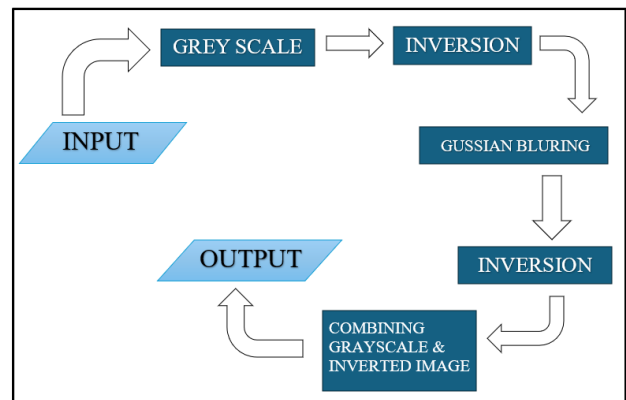 INPUT
GREY SCALE
INVERSION
GUSSIAN BLURING
INVERSION
COMBINING
GRAYSCALE &
INVERTED IMAGE
OUTPUT